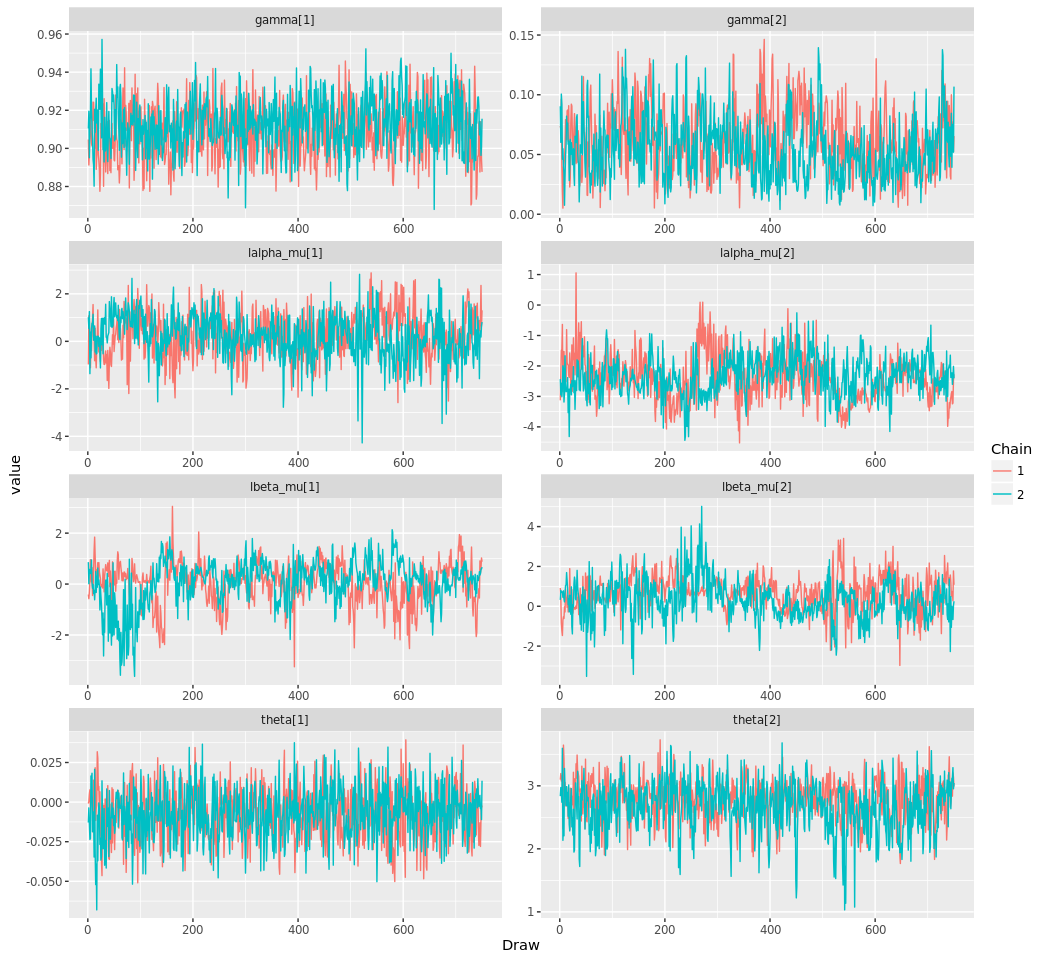 gamma[1] gamma[2]
0.96
0.94
0.92
0.90
0.88
0 200 400 600
0.15
0.10
0.05
0.00
0 200 400 600
lalpha_mu[1] lalpha_mu[2]
2
0
-2
-4
0 200 400 600
1
0
-1
-2
-3
-4
0 200 400 600
lbeta_mu[1] lbeta_mu[2]
2
0
-2
0 200 400 600
4
2
0
-2
0 200 400 600
theta[1] theta[2]
0.025
0.000
-0.025
-0.050
0 200 400 600
3
2
1
0 200 400 600
value
Draw
Chain
1
2